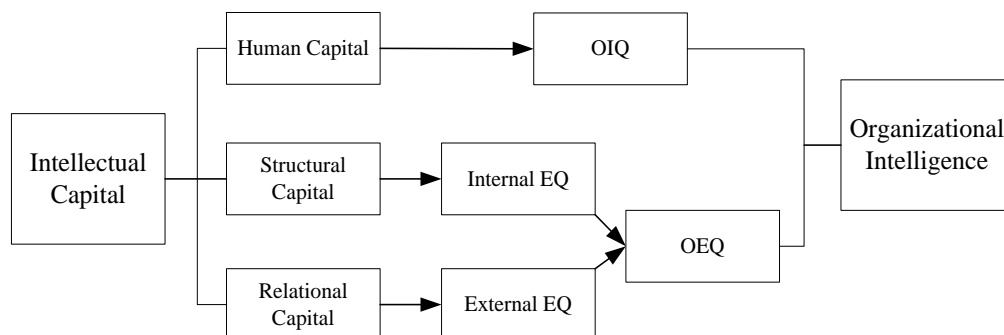 Human Capital
OIQ
Intellectual
Capital
Structural
Capital
Internal EQ
Relational
Capital
External EQ
OEQ
Organizational
Intelligence